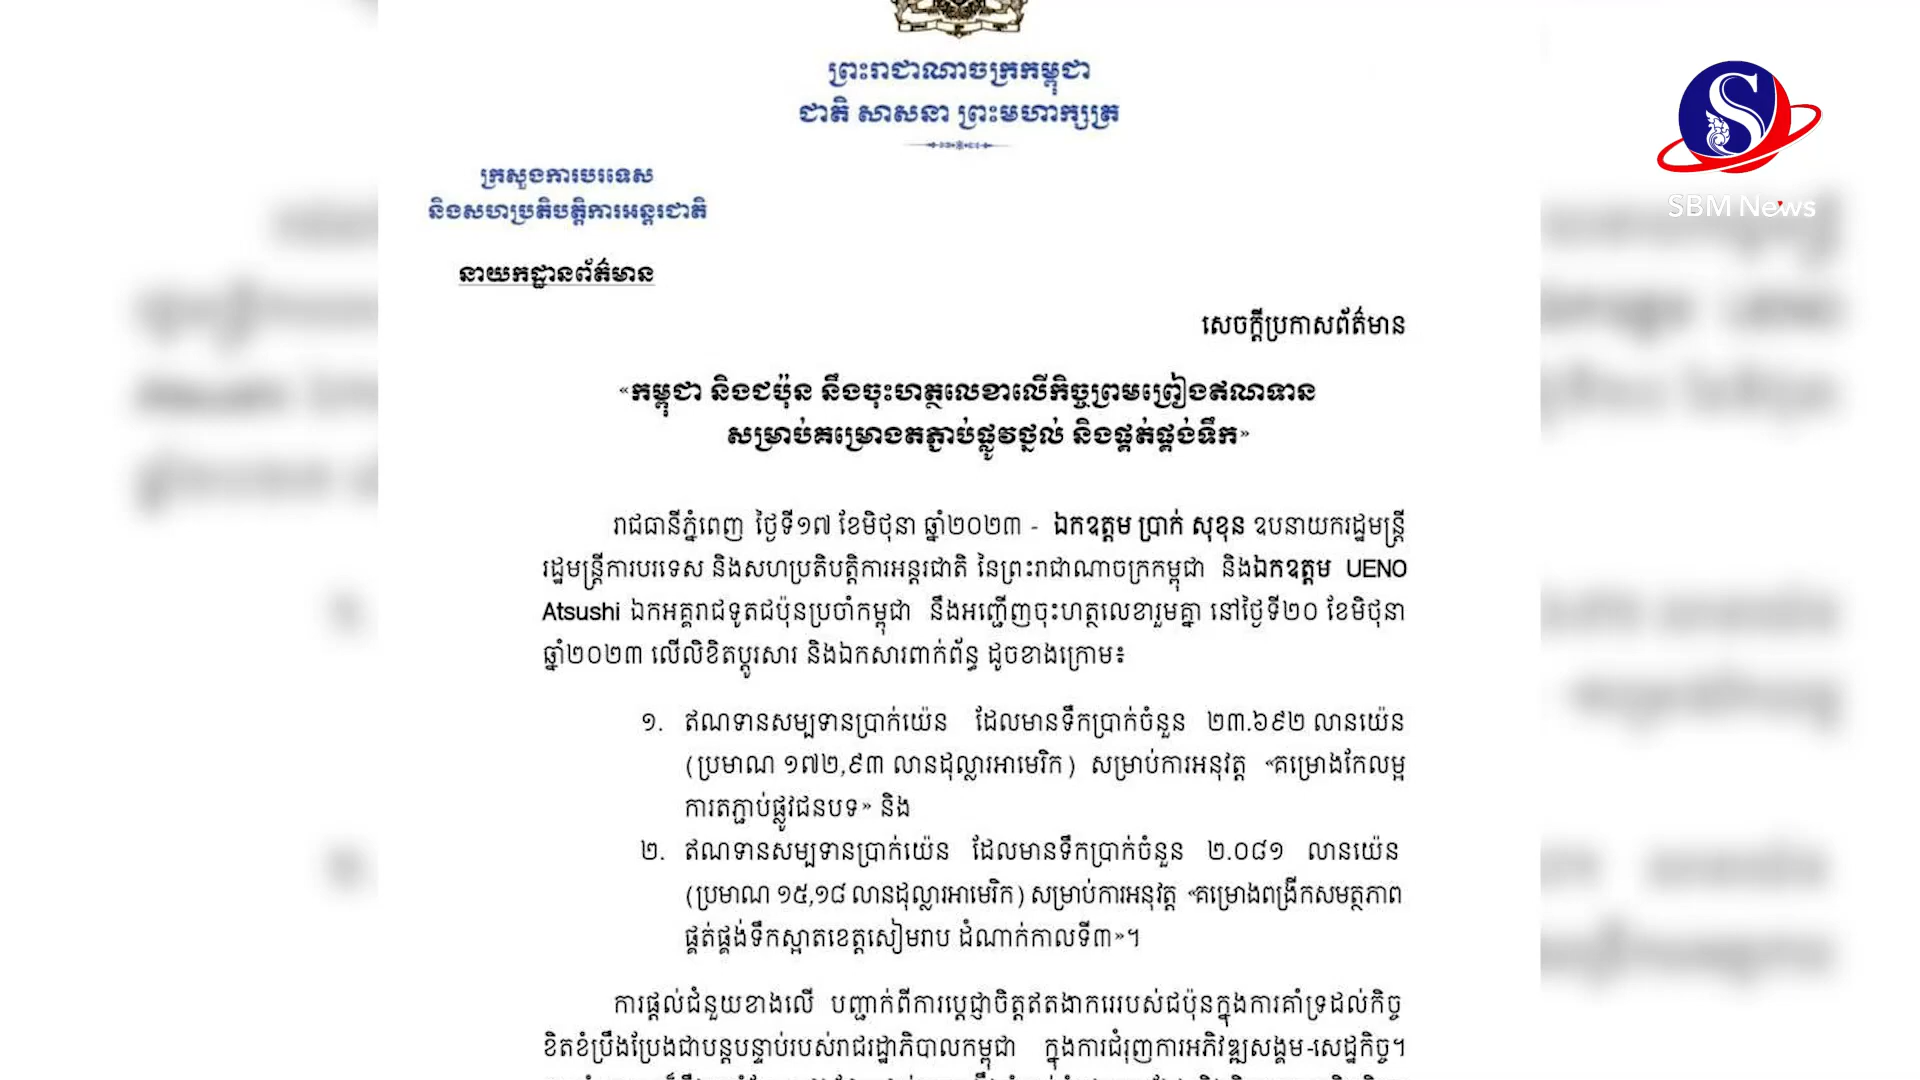 ព្រះរាជាណាចក្រកម្ពុជា
ជាតិ សាសនា ព្រះមហាក្សត្រ
ក្រសួងការបរទេស
និងសហប្រតិបត្តិការអន្តរជាតិ
នាយកដ្ឋានព័ត៌មាន
SBM News
សេចក្តីប្រកាសព័ត៌មាន
«កម្ពុជា និងជប៉ុន នឹងចុះហត្ថលេខាលើកិច្ចព្រមព្រៀងឥណទាន
សម្រាប់គម្រោងតភ្ជាប់ផ្លូវថ្នល់ និងផ្គត់ផ្គង់ទឹក»
រាជធានីភ្នំពេញ ថ្ងៃទី១៧ ខែមិថុនា ឆ្នាំ២០២៣ - ឯកឧត្តម ប្រាក់ សុខុន ឧបនាយករដ្ឋមន្ត្រី
រដ្ឋមន្ត្រីការបរទេស និងសហប្រតិបត្តិការអន្តរជាតិ នៃព្រះរាជាណាចក្រកម្ពុជា និងឯកឧត្តម UENO
Atsushi ឯកអគ្គរាជទូតជប៉ុនប្រចាំកម្ពុជា នឹងអញ្ជើញចុះហត្ថលេខារួមគ្នា នៅថ្ងៃទី២០ ខែមិថុនា
ឆ្នាំ២០២៣ លើលិខិតប្តូរសារ និងឯកសារពាក់ព័ន្ធ ដូចខាងក្រោម៖
១. ឥណទានសម្បទានប្រាក់យ៉េន ដែលមានទឹកប្រាក់ចំនួន ២៣.៦៩២ លានយ៉េន
(ប្រមាណ ១៧២,៩៣ លានដុល្លារអាមេរិក) សម្រាប់ការអនុវត្ត «គម្រោងកែលម្អ
ការតភ្ជាប់ផ្លូវជនបទ» និង
២. ឥណទានសម្បទានប្រាក់យ៉េន ដែលមានទឹកប្រាក់ចំនួន ២.០៨១ លានយ៉េន
(ប្រមាណ ១៥,១៨ លានដុល្លារអាមេរិក) សម្រាប់ការអនុវត្ត «គម្រោងពង្រីកសមត្ថភាព
ផ្គត់ផ្គង់ទឹកស្អាតខេត្តសៀមរាប ដំណាក់កាលទី៣»។
ការផ្តល់ជំនួយខាងលើ បញ្ជាក់ពីការប្តេជ្ញាចិត្តឥតងាករេរបស់ជប៉ុនក្នុងការគាំទ្រដល់កិច្ច
ខិតខំប្រឹងប្រែងជាបន្តបន្ទាប់របស់រាជរដ្ឋាភិបាលកម្ពុជា ក្នុងការជំរុញការអភិវឌ្ឍសង្គម-សេដ្ឋកិច្ច។